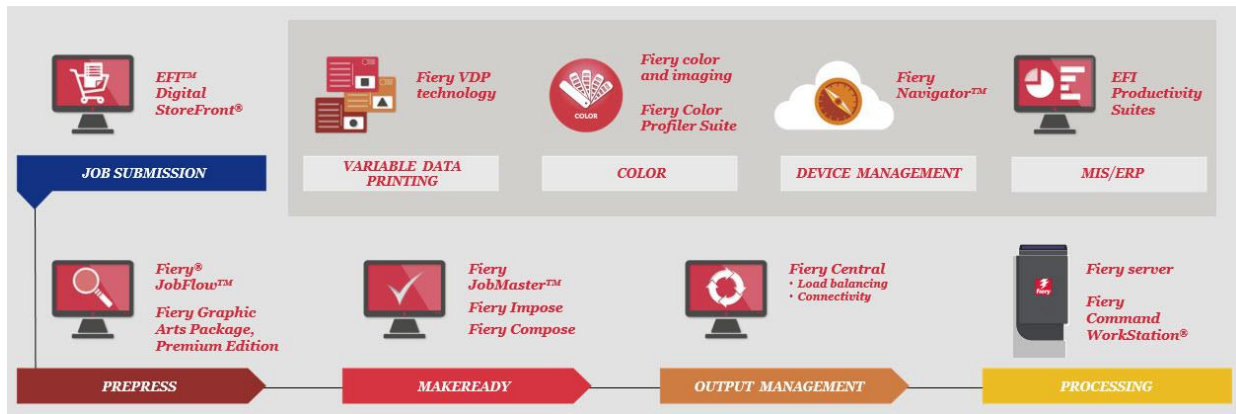 EFI™
Digital
StoreFront®
JOB SUBMISSION
Fiery VDP
technology
VARIABLE DATA
PRINTING
COLOR
Fiery color
and imaging
Fiery Color
Profiler Suite
COLOR
Fiery
Navigator™
DEVICE MANAGEMENT
EFI
Productivity
Suites
MIS/ERP
Fiery®
JobFlow™
Fiery Graphic
Arts Package,
Premium Edition
PREPRESS
Fiery
JobMaster™
Fiery Impose
Fiery Compose
MAKEREADY
Fiery Central
• Load balancing
• Connectivity
OUTPUT MANAGEMENT
fiery
Fiery server
Fiery
Command
WorkStation®
PROCESSING